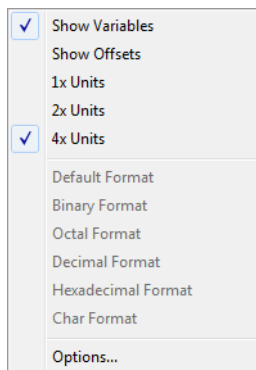 Show Variables
Show Offsets
1x Units
2x Units
4x Units
Default Format
Binary Format
Octal Format
Decimal Format
Hexadecimal Format
Char Format
Options...